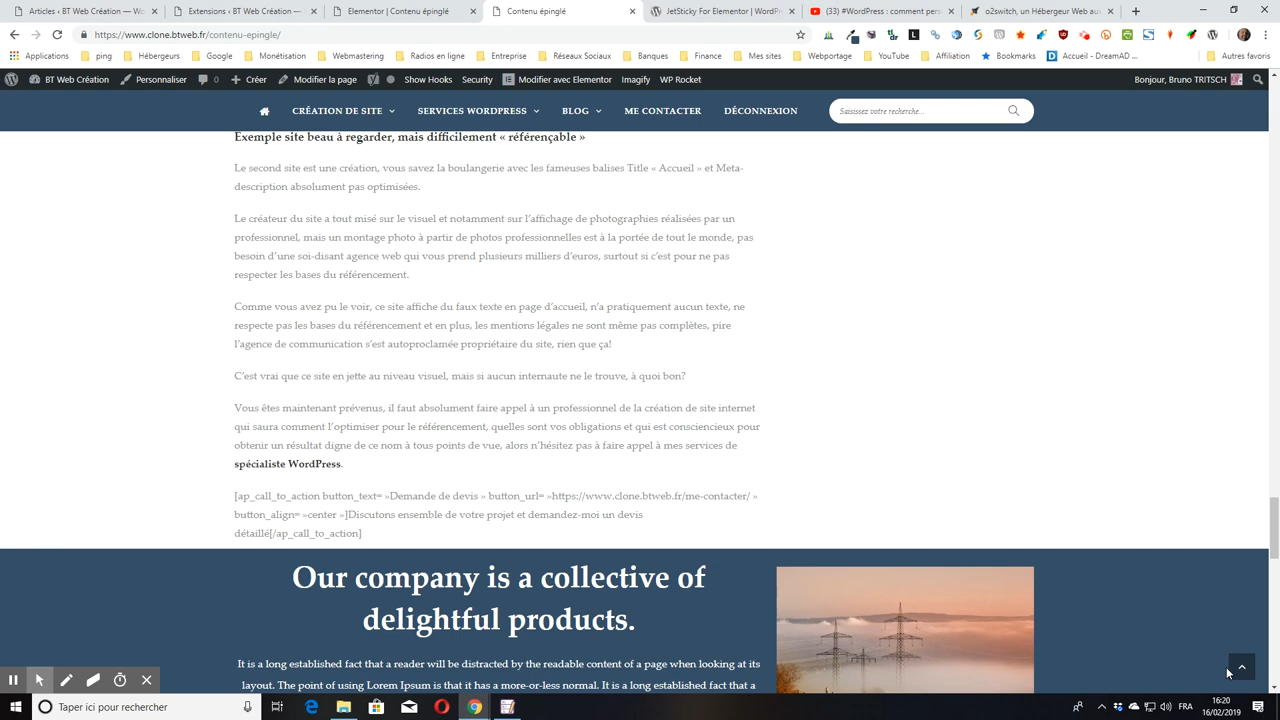 Articles ‹ BT Web Création — Wo
Extensions ‹ BT Web Création —
Elementor | Contenu épinglé
Contenu épinglé
JetSticky For Elementor | WordPr
(33) #WordPress : comment pers
o2switch, un Hébergeur Web aux
https://www.clone.btweb.fr/contenu-epingle/
Applications
ping
Hébergeurs
Google
Monétisation
Webmastering
Radios en ligne
Entreprise
Réseaux Sociaux
Banques
Finance
Mes sites
Webportage
YouTube
Affiliation
Bookmarks
Accueil - DreamAD ...
Autres favoris
BT Web Création
Personnaliser
0
Créer
Modifier la page
Show Hooks
Security
Modifier avec Elementor
Imagify
WP Rocket
Bonjour, Bruno TRITSCH
CRÉATION DE SITE
SERVICES WORDPRESS
BLOG
ME CONTACTER
DÉCONNEXION
Saisissez votre recherche...
Exemple site beau à regarder, mais difficilement « référençable »
Le second site est une création, vous savez la boulangerie avec les fameuses balises Title « Accueil » et Meta-
description absolument pas optimisées.
Le créateur du site a tout misé sur le visuel et notamment sur l’affichage de photographies réalisées par un
professionnel, mais un montage photo à partir de photos professionnelles est à la portée de tout le monde, pas
besoin d’une soi-disant agence web qui vous prend plusieurs milliers d’euros, surtout si c’est pour ne pas
respecter les bases du référencement.
Comme vous avez pu le voir, ce site affiche du faux texte en page d’accueil, n’a pratiquement aucun texte, ne
respecte pas les bases du référencement et en plus, les mentions légales ne sont même pas complètes, pire
l’agence de communication s’est autoproclamée propriétaire du site, rien que ça!
C’est vrai que ce site en jette au niveau visuel, mais si aucun internaute ne le trouve, à quoi bon?
Vous êtes maintenant prévenus, il faut absolument faire appel à un professionnel de la création de site internet
qui saura comment l’optimiser pour le référencement, quelles sont vos obligations et qui est consciencieux pour
obtenir un résultat digne de ce nom à tous points de vue, alors n’hésitez pas à faire appel à mes services de
spécialiste WordPress.
[ap_call_to_action button_text= »Demande de devis » button_url= »https://www.clone.btweb.fr/me-contacter/ »
button_align= »center »]Discutons ensemble de votre projet et demandez-moi un devis
détaillé[/ap_call_to_action]
Our company is a collective of
delightful products.
It is a long established fact that a reader will be distracted by the readable content of a page when looking at its
layout. The point of using Lorem Ipsum is that it has a more-or-less normal. It is a long established fact that a
Taper ici pour rechercher
FRA
16:20
16/02/2019